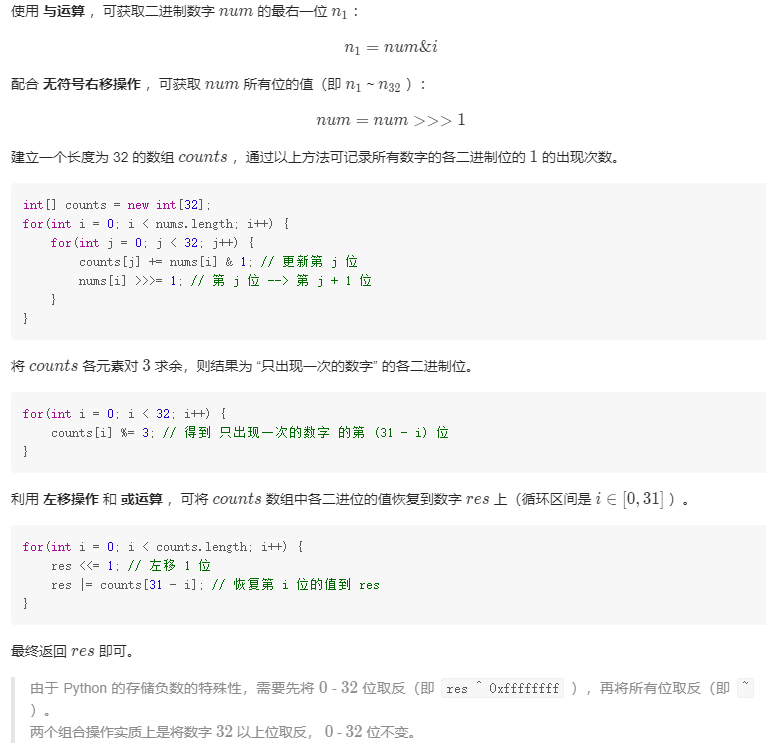 使用 与运算 ，可获取二进制数字 num 的最右一位 n₁ ：
n₁ = num&i
配合 无符号右移操作 ，可获取 num 所有位的值（即 n₁ ~ n₃₂ ）：
num = num >>> 1
建立一个长度为 32 的数组 counts ，通过以上方法可记录所有数字的各二进制位的 1 的出现次数。
int[] counts = new int[32];
for(int i = 0; i < nums.length; i++) {
    for(int j = 0; j < 32; j++) {
        counts[j] += nums[i] & 1; // 更新第 j 位
        nums[i] >>>= 1; // 第 j 位 --> 第 j + 1 位
    }
}
将 counts 各元素对 3 求余，则结果为 “只出现一次的数字” 的各二进制位。
for(int i = 0; i < 32; i++) {
    counts[i] %= 3; // 得到 只出现一次的数字 的第 (31 - i) 位
}
利用 左移操作 和 或运算 ，可将 counts 数组中各二进位的值恢复到数字 res 上（循环区间是 i ∈ [0, 31] ）。
for(int i = 0; i < counts.length; i++) {
    res <<= 1; // 左移 1 位
    res |= counts[31 - i]; // 恢复第 i 位的值到 res
}
最终返回 res 即可。
由于 Python 的存储负数的特殊性，需要先将 0 - 32 位取反（即 res ^ 0xffffffff ），再将所有位取反（即 ~
）。
两个组合操作实质上是将数字 32 以上位取反， 0 - 32 位不变。